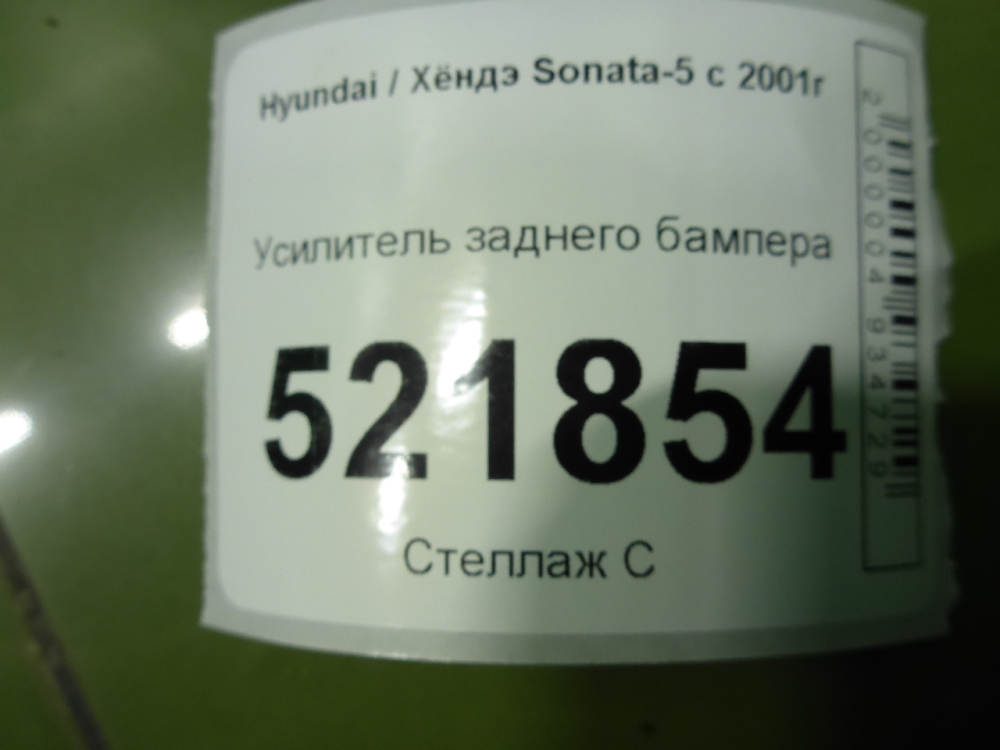 Hyundai / Хёндэ Sonata-5 с 2001г
Усилитель заднего бампера
521854
Стеллаж С
2000004934729